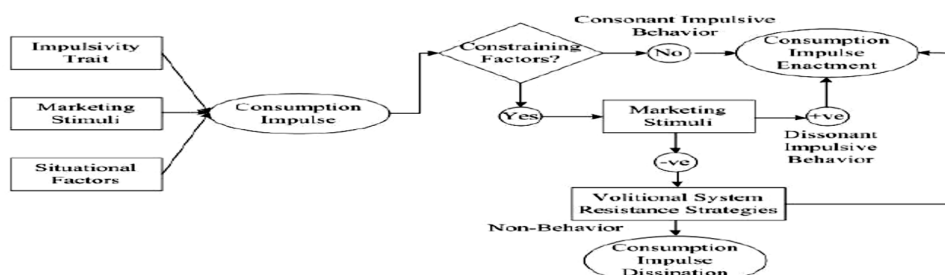 Impulsivity
Trait
Marketing
Stimuli
Situational
Factors
Consumption
Impulse
Constraining
Factors?
Consonant Impulsive
Behavior
No
Consumption
Impulse
Enactment
Yes
Marketing
Stimuli
+ve
Dissonant
Impulsive
Behavior
-ve
Volitional System
Resistance Strategies
Non-Behavior
Consumption
Impulse
Dissipation